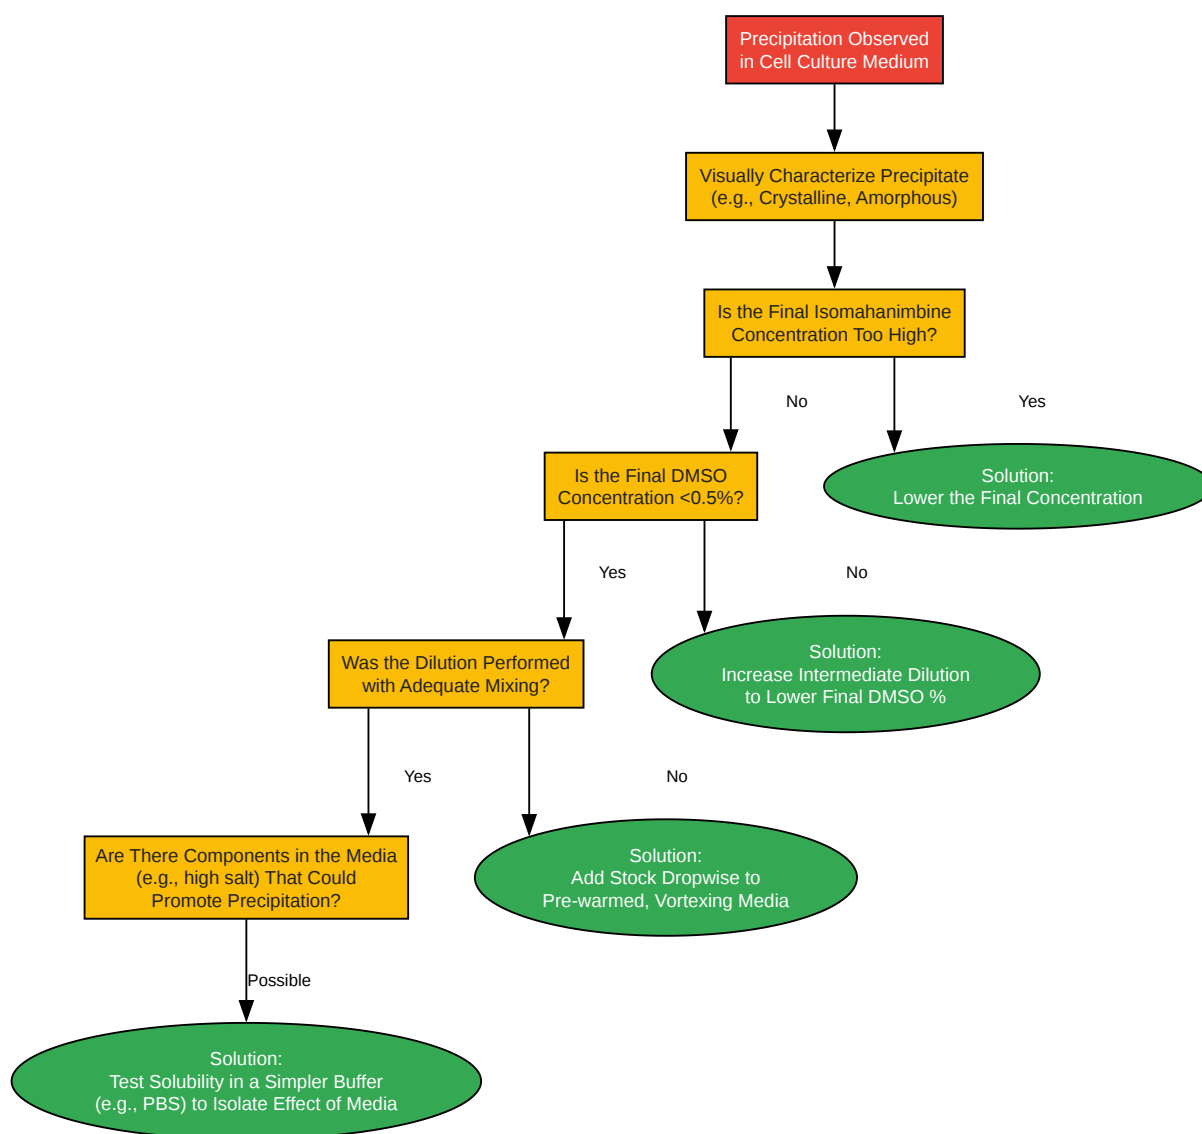 Precipitation Observed
in Cell Culture Medium
Visually Characterize Precipitate
(e.g., Crystalline, Amorphous)
Is the Final Isomahanimbine
Concentration Too High?
No
Yes
Is the Final DMSO
Concentration <0.5%?
Solution:
Lower the Final Concentration
Yes
No
Was the Dilution Performed
with Adequate Mixing?
Solution:
Increase Intermediate Dilution
to Lower Final DMSO %
Yes
No
Are There Components in the Media
(e.g., high salt) That Could
Promote Precipitation?
Solution:
Add Stock Dropwise to
Pre-warmed, Vortexing Media
Possible
Solution:
Test Solubility in a Simpler Buffer
(e.g., PBS) to Isolate Effect of Media